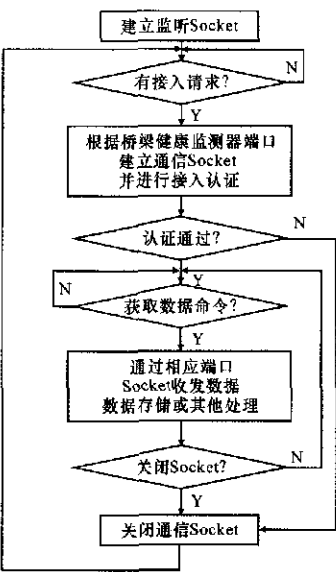 建立监听Socket
N
有接入请求?
Y
根据桥梁健康监测器端口
建立通信Socket
并进行接入认证
N
认证通过?
Y
N
获取数据命令?
Y
通过相应端口
Socket收发数据
数据存储或其他处理
N
关闭Socket?
Y
关闭通信Socket